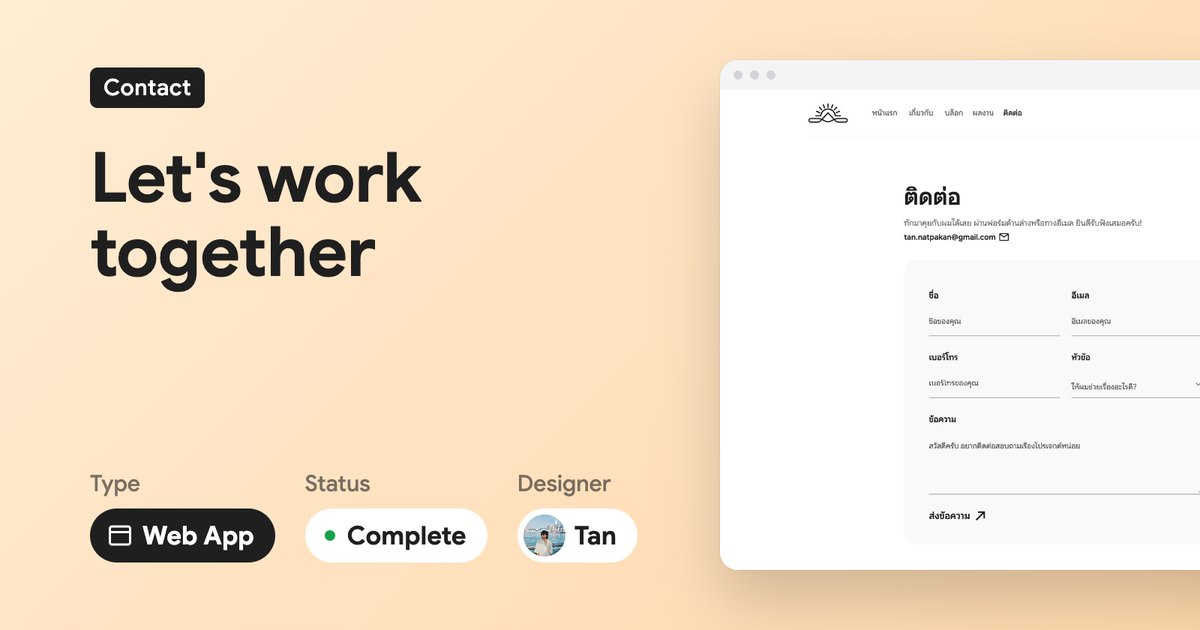 Contact
Let's work
together
Type
Status
Designer
Web App
Complete
Tan
หน้าแรก เกี่ยวกับ บล็อก ผลงาน ติดต่อ
ติดต่อ
ทักมาคุยกับผมได้เลย ผ่านฟอร์มด้านล่างหรือทางอีเมล ยินดีรับฟังเสมอครับ!
tan.natpakan@gmail.com
ชื่อ อีเมล
ชื่อของคุณ อีเมลของคุณ
เบอร์โทร หัวข้อ
เบอร์โทรของคุณ ให้ผมช่วยเรื่องอะไรดี?
ข้อความ
สวัสดีครับ อยากติดต่อสอบถามเรื่องโปรเจกต์หน่อย
ส่งข้อความ